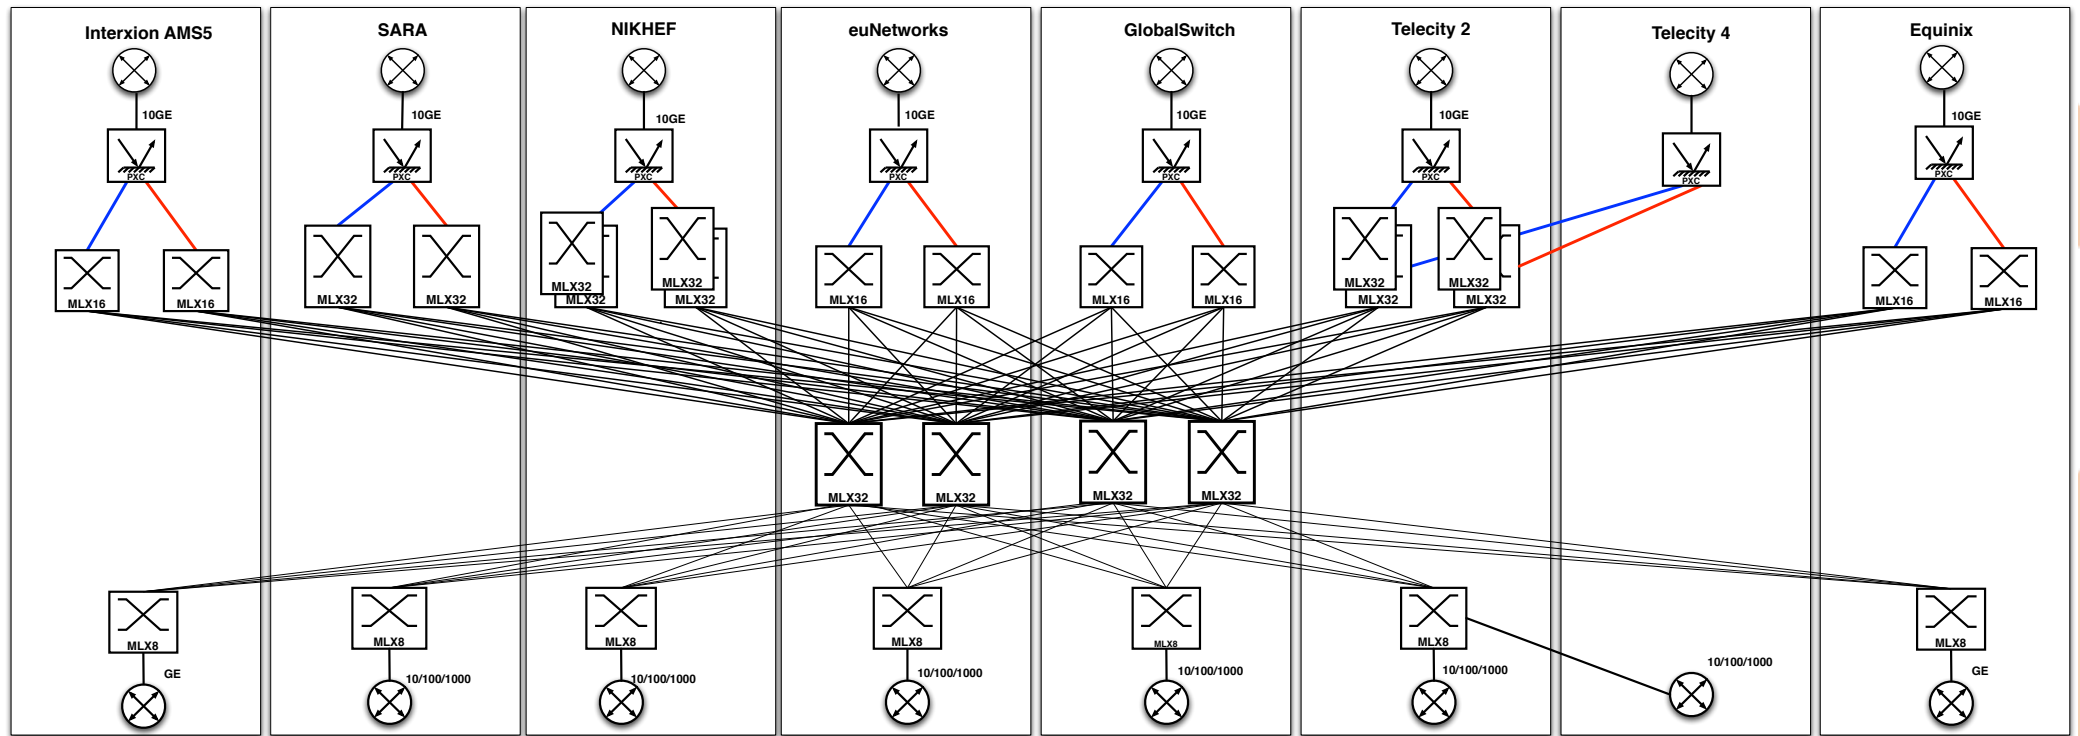 Interxion AMS5
SARA
NIKHEF
euNetworks
GlobalSwitch
Telecity 2
Telecity 4
Equinix
10GE
10GE
10GE
10GE
10GE
10GE
10GE
PXC
PXC
PXC
PXC
PXC
PXC
PXC
PXC
MLX16
MLX16
MLX32
MLX32
MLX32
MLX32
MLX32
MLX32
MLX16
MLX16
MLX16
MLX16
MLX32
MLX32
MLX32
MLX32
MLX16
MLX16
MLX32
MLX32
MLX32
MLX32
MLX8
MLX8
MLX8
MLX8
MLX8
MLX8
MLX8
GE
10/100/1000
10/100/1000
10/100/1000
10/100/1000
10/100/1000
10/100/1000
GE